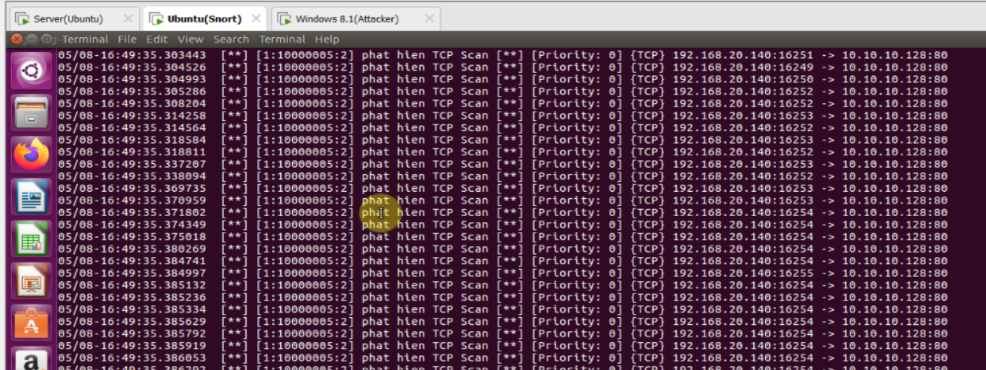 Server(Ubuntu) Ubuntu(Snort) Windows 8.1(Attacker)
Terminal File Edit View Search Terminal Help
05/08-16:49:35.303443 [**] [1:10000005:2] phat hien TCP Scan [**] [Priority: 0] {TCP} 192.168.20.140:16251 -> 10.10.10.128:80
05/08-16:49:35.304526 [**] [1:10000005:2] phat hien TCP Scan [**] [Priority: 0] {TCP} 192.168.20.140:16249 -> 10.10.10.128:80
05/08-16:49:35.304993 [**] [1:10000005:2] phat hien TCP Scan [**] [Priority: 0] {TCP} 192.168.20.140:16250 -> 10.10.10.128:80
05/08-16:49:35.305286 [**] [1:10000005:2] phat hien TCP Scan [**] [Priority: 0] {TCP} 192.168.20.140:16252 -> 10.10.10.128:80
05/08-16:49:35.308204 [**] [1:10000005:2] phat hien TCP Scan [**] [Priority: 0] {TCP} 192.168.20.140:16252 -> 10.10.10.128:80
05/08-16:49:35.314258 [**] [1:10000005:2] phat hien TCP Scan [**] [Priority: 0] {TCP} 192.168.20.140:16253 -> 10.10.10.128:80
05/08-16:49:35.314564 [**] [1:10000005:2] phat hien TCP Scan [**] [Priority: 0] {TCP} 192.168.20.140:16252 -> 10.10.10.128:80
05/08-16:49:35.318584 [**] [1:10000005:2] phat hien TCP Scan [**] [Priority: 0] {TCP} 192.168.20.140:16253 -> 10.10.10.128:80
05/08-16:49:35.318811 [**] [1:10000005:2] phat hien TCP Scan [**] [Priority: 0] {TCP} 192.168.20.140:16252 -> 10.10.10.128:80
05/08-16:49:35.337207 [**] [1:10000005:2] phat hien TCP Scan [**] [Priority: 0] {TCP} 192.168.20.140:16253 -> 10.10.10.128:80
05/08-16:49:35.338094 [**] [1:10000005:2] phat hien TCP Scan [**] [Priority: 0] {TCP} 192.168.20.140:16252 -> 10.10.10.128:80
05/08-16:49:35.369735 [**] [1:10000005:2] phat hien TCP Scan [**] [Priority: 0] {TCP} 192.168.20.140:16253 -> 10.10.10.128:80
05/08-16:49:35.370959 [**] [1:10000005:2] phat hien TCP Scan [**] [Priority: 0] {TCP} 192.168.20.140:16253 -> 10.10.10.128:80
05/08-16:49:35.371802 [**] [1:10000005:2] phat hien TCP Scan [**] [Priority: 0] {TCP} 192.168.20.140:16254 -> 10.10.10.128:80
05/08-16:49:35.374349 [**] [1:10000005:2] phat hien TCP Scan [**] [Priority: 0] {TCP} 192.168.20.140:16255 -> 10.10.10.128:80
05/08-16:49:35.375018 [**] [1:10000005:2] phat hien TCP Scan [**] [Priority: 0] {TCP} 192.168.20.140:16254 -> 10.10.10.128:80
05/08-16:49:35.380269 [**] [1:10000005:2] phat hien TCP Scan [**] [Priority: 0] {TCP} 192.168.20.140:16254 -> 10.10.10.128:80
05/08-16:49:35.384741 [**] [1:10000005:2] phat hien TCP Scan [**] [Priority: 0] {TCP} 192.168.20.140:16254 -> 10.10.10.128:80
05/08-16:49:35.384997 [**] [1:10000005:2] phat hien TCP Scan [**] [Priority: 0] {TCP} 192.168.20.140:16255 -> 10.10.10.128:80
05/08-16:49:35.385132 [**] [1:10000005:2] phat hien TCP Scan [**] [Priority: 0] {TCP} 192.168.20.140:16254 -> 10.10.10.128:80
05/08-16:49:35.385236 [**] [1:10000005:2] phat hien TCP Scan [**] [Priority: 0] {TCP} 192.168.20.140:16254 -> 10.10.10.128:80
05/08-16:49:35.385334 [**] [1:10000005:2] phat hien TCP Scan [**] [Priority: 0] {TCP} 192.168.20.140:16254 -> 10.10.10.128:80
05/08-16:49:35.385629 [**] [1:10000005:2] phat hien TCP Scan [**] [Priority: 0] {TCP} 192.168.20.140:16254 -> 10.10.10.128:80
05/08-16:49:35.385792 [**] [1:10000005:2] phat hien TCP Scan [**] [Priority: 0] {TCP} 192.168.20.140:16254 -> 10.10.10.128:80
05/08-16:49:35.385919 [**] [1:10000005:2] phat hien TCP Scan [**] [Priority: 0] {TCP} 192.168.20.140:16254 -> 10.10.10.128:80
05/08-16:49:35.386053 [**] [1:10000005:2] phat hien TCP Scan [**] [Priority: 0] {TCP} 192.168.20.140:16254 -> 10.10.10.128:80